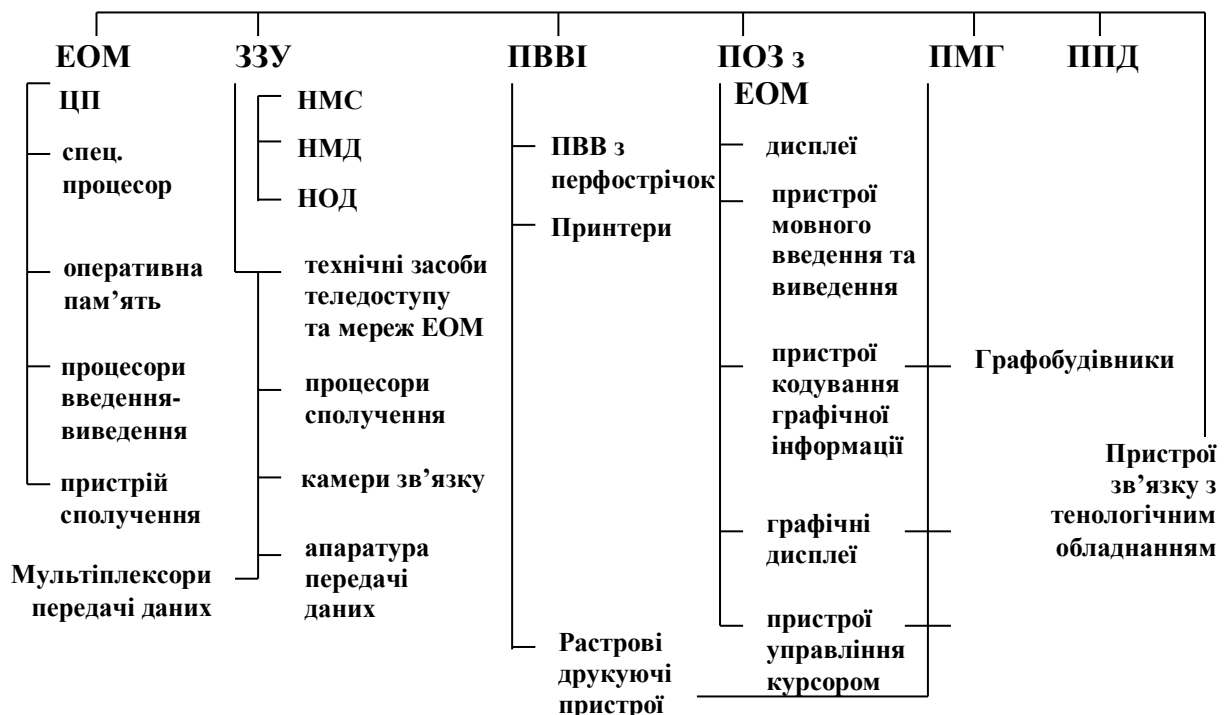 ЕОМ
ЗЗУ
ПВВІ
ПОЗ з
ЕОМ
ПМГ
ППД
ЦП
спец.
процесор
оперативна
пам’ять
процесори
введення-
виведення
пристрій
сполучення
Мультіплексори
передачі даних
НМС
НМД
НОД
технічні засоби
теледоступу
та мереж ЕОМ
процесори
сполучення
камери зв’язку
апаратура
передачі
даних
ПВВ з
перфострічок
Принтери
Растрові
друкуючі
пристрої
дисплеї
пристрої
мовного
введення та
виведення
пристрої
кодування
графічної
інформації
графічні
дисплеї
пристрої
управління
курсором
Графобудівники
Пристрої
зв’язку з
тенологічним
обладнанням